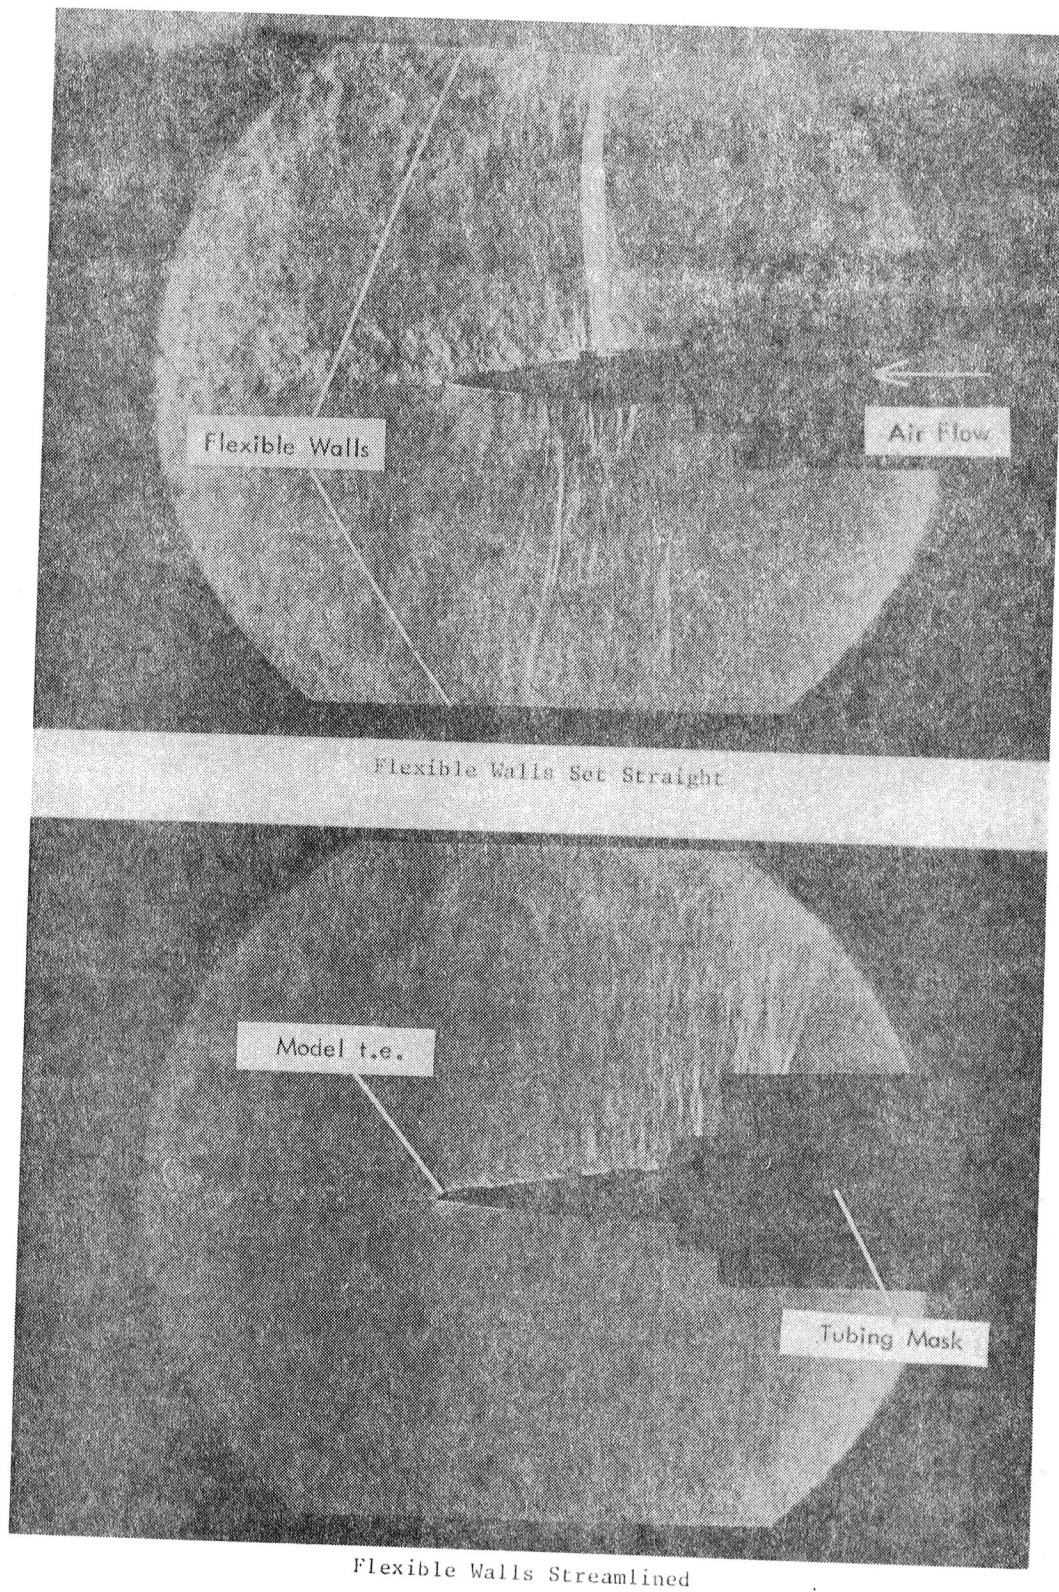 Flexible Walls
Air Flow
Flexible Walls Set Straight
Model t.e.
Tubing Mask
Flexible Walls Streamlined